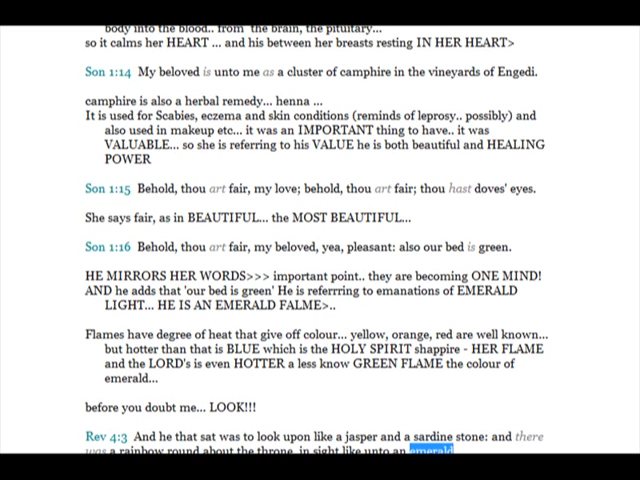 body into the blood.. from the brain, the pituitary...
so it calms her HEART ... and his between her breasts resting IN HER HEART>
Son 1:14 My beloved is unto me as a cluster of camphire in the vineyards of Engedi.
camphire is also a herbal remedy... henna ...
It is used for Scabies, eczema and skin conditions (reminds of leprosy.. possibly) and
also used in makeup etc... it was an IMPORTANT thing to have.. it was
VALUABLE... so she is referring to his VALUE he is both beautiful and HEALING
POWER
Son 1:15 Behold, thou art fair, my love; behold, thou art fair; thou hast doves' eyes.
She says fair, as in BEAUTIFUL... the MOST BEAUTIFUL...
Son 1:16 Behold, thou art fair, my beloved, yea, pleasant: also our bed is green.
HE MIRRORS HER WORDS>>> important point.. they are becoming ONE MIND!
AND he adds that 'our bed is green' He is referrring to emanations of EMERALD
LIGHT... HE IS AN EMERALD FALME>..
Flames have degree of heat that give off colour... yellow, orange, red are well known...
but hotter than that is BLUE which is the HOLY SPIRIT shappire - HER FLAME
and the LORD's is even HOTTER a less know GREEN FLAME the colour of
emerald...
before you doubt me... LOOK!!!
Rev 4:3 And he that sat was to look upon like a jasper and a sardine stone: and there
was a rainbow round about the throne, in sight like unto an emerald